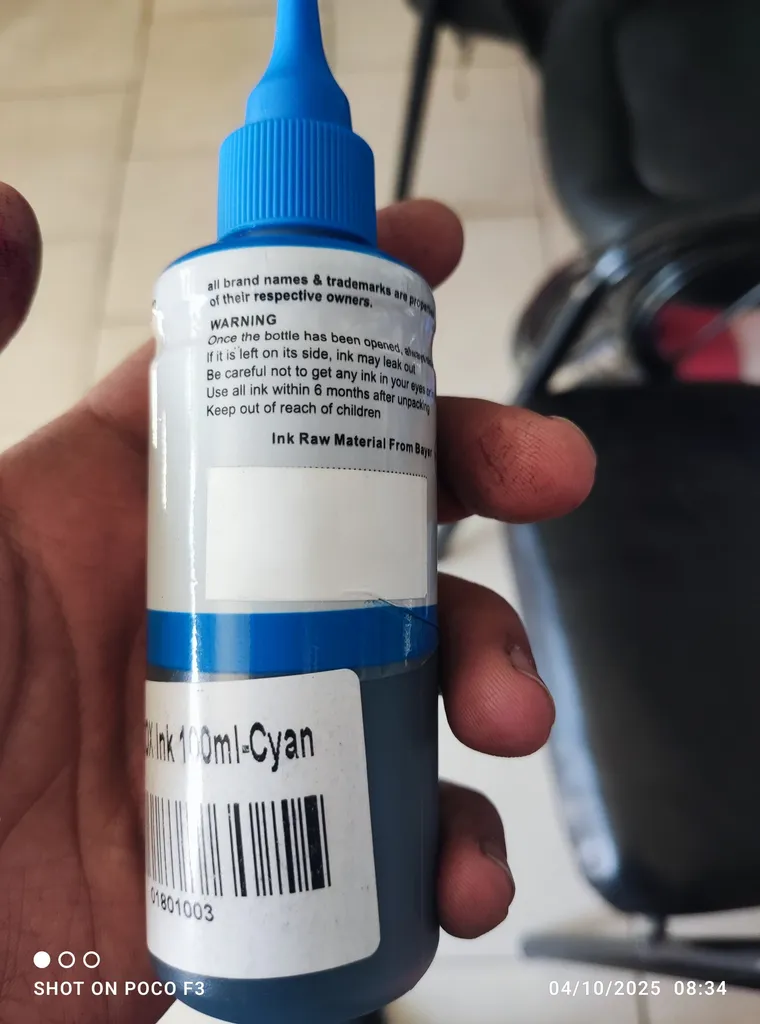 all brand names & trademarks are
of their respective owners.
WARNING
Once the bottle has been opened,
If it is left on its side, ink may leak out
Be careful not to get any ink in your eyes
Use all ink within 6 months after unpacking
Keep out of reach of children
Ink Raw Material From Bayer
Ink 100ml-Cyan
01801003
SHOT ON POCO F3
04/10/2025 08:34